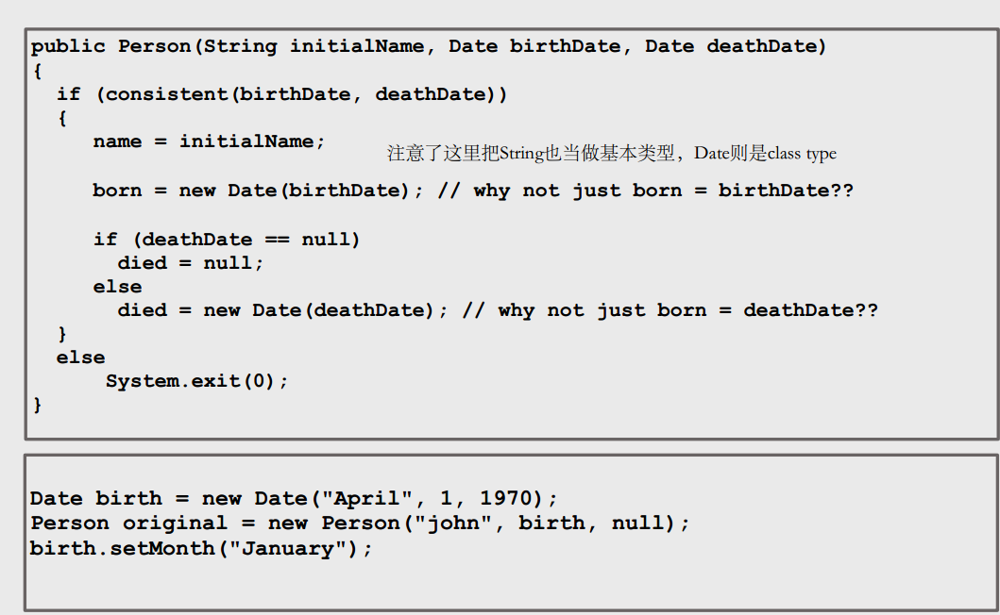 public Person(String initialName, Date birthDate, Date deathDate)
{
if (consistent(birthDate, deathDate))
{
name = initialName;
注意了这里把String也当做基本类型，Date则是class type
born = new Date(birthDate); // why not just born = birthDate??
if (deathDate == null)
died = null;
else
died = new Date(deathDate); // why not just born = deathDate??
}
else
System.exit(0);
}
Date birth = new Date("April", 1, 1970);
Person original = new Person("john", birth, null);
birth.setMonth("January");